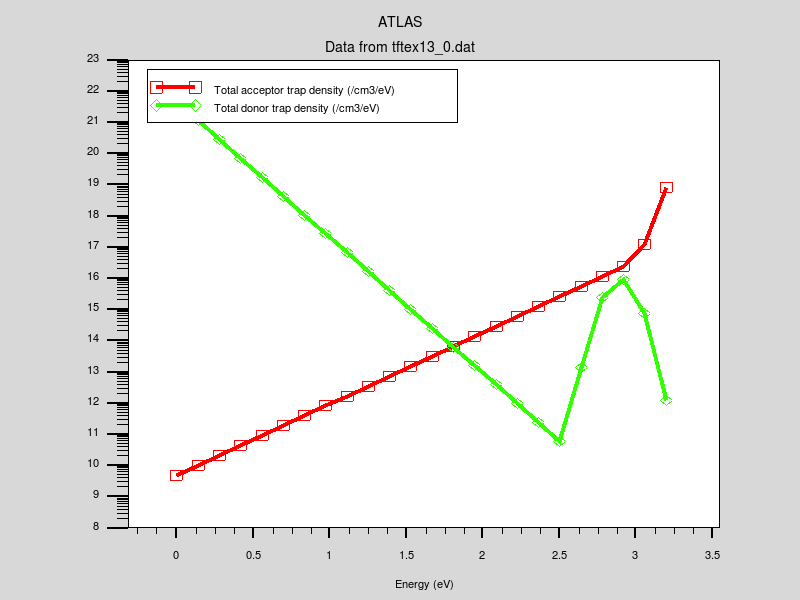 ATLAS
Data from tftex13_0.dat
Total acceptor trap density (/cm3/eV)
Total donor trap density (/cm3/eV)
23
22
21
20
19
18
17
16
15
14
13
12
11
10
9
8
0 0.5 1 1.5 2 2.5 3 3.5
Energy (eV)